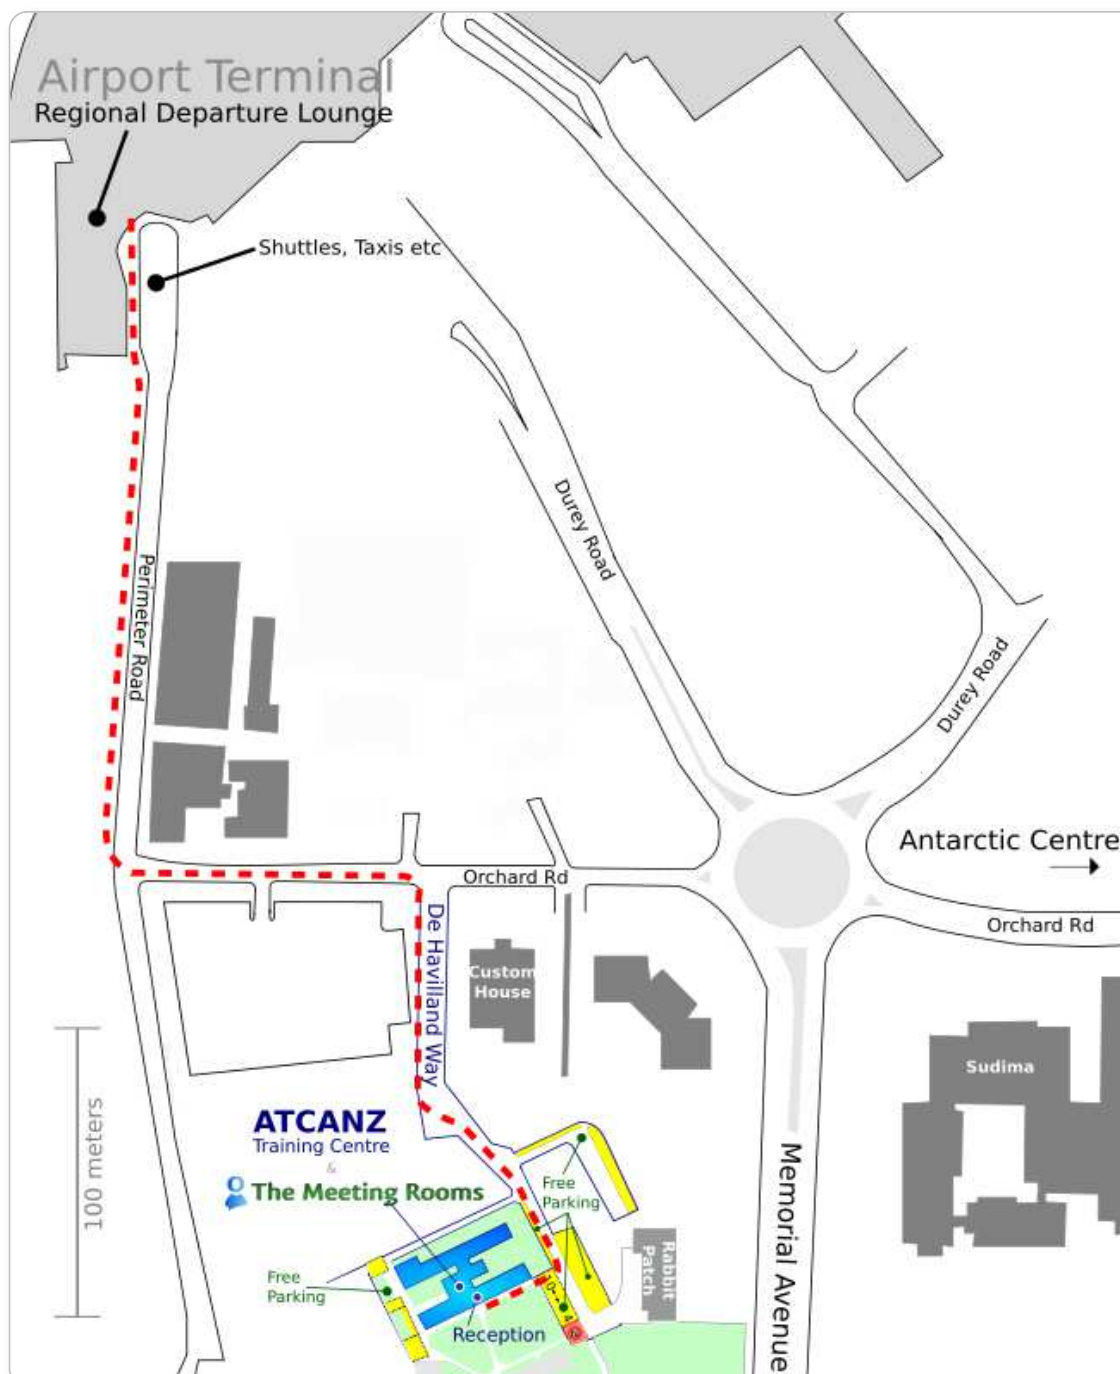 Airport Terminal
Regional Departure Lounge
Shuttles, Taxis etc
Durey Road
Perimeter Road
Durey Road
Antarctic Centre
Orchard Rd
Orchard Rd
De Havilland Way
Custom
House
Sudima
100 meters
ATCANZ
Training Centre
&
The Meeting Rooms
Memorial Avenue
Free
Parking
Rabbit
Patch
Free
Parking
Reception